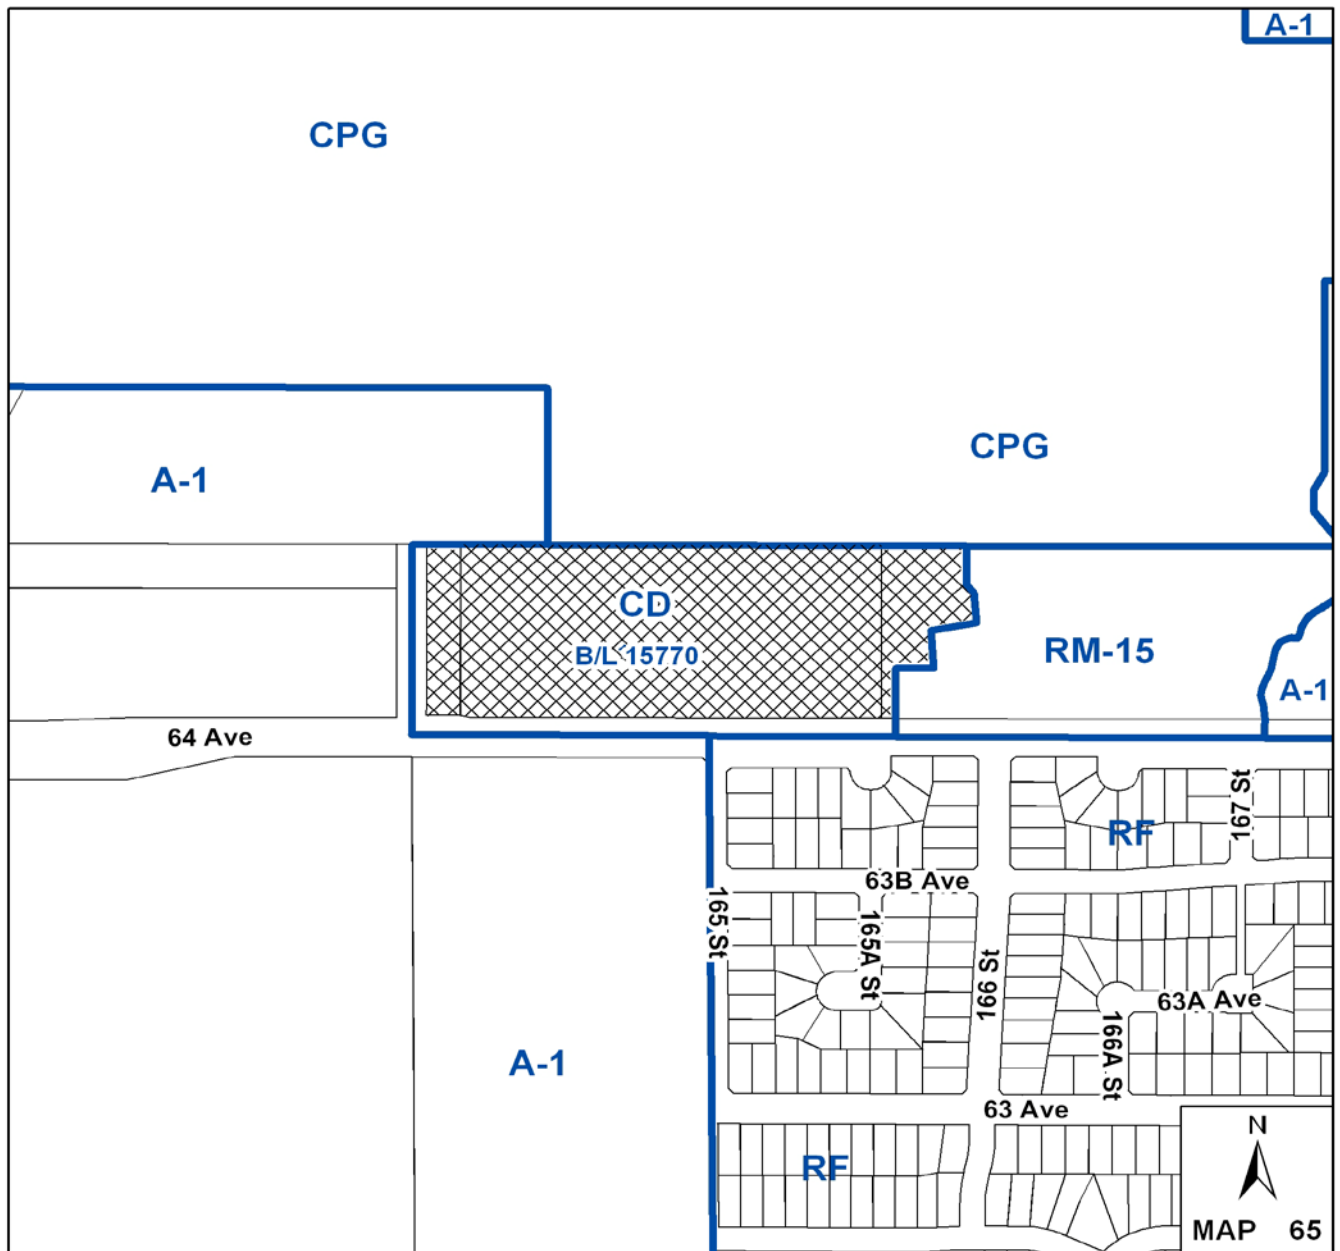 A-1
CPG
CPG
A-1
CD
B/L 15770
RM-15
A-1
64 Ave
167 St
RF
63B Ave
165 St
165A St
166 St
63A Ave
166A St
A-1
63 Ave
N
RF
MAP 65